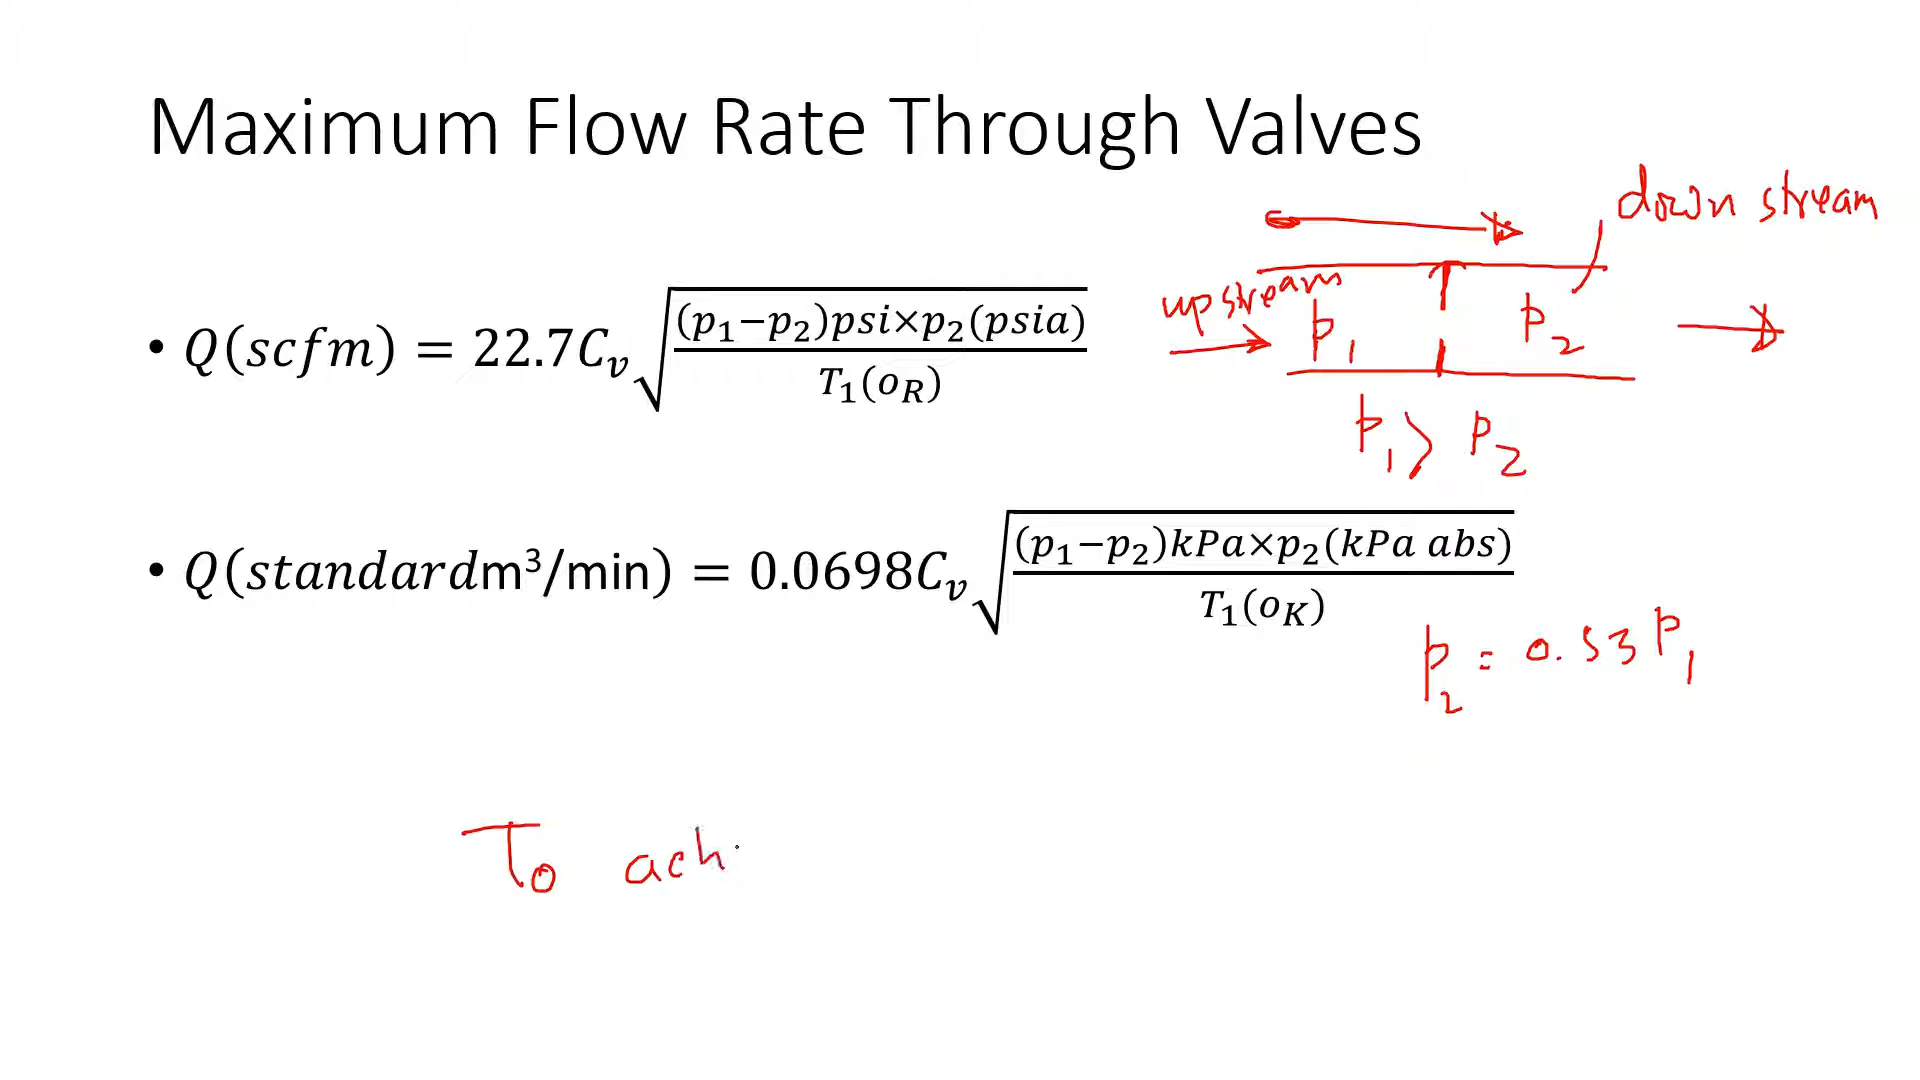 Maximum Flow Rate Through Valves
down stream
upstream
p₁ p₂
• Q(scfm) = 22.7Cᵥ√((p₁−p₂)psi×p₂(psia) / T₁(o_R))
p₁ > p₂
• Q(standardm³/min) = 0.0698Cᵥ√((p₁−p₂)kPa×p₂(kPa abs) / T₁(o_K))
p₂ = 0.53 P₁
To ach